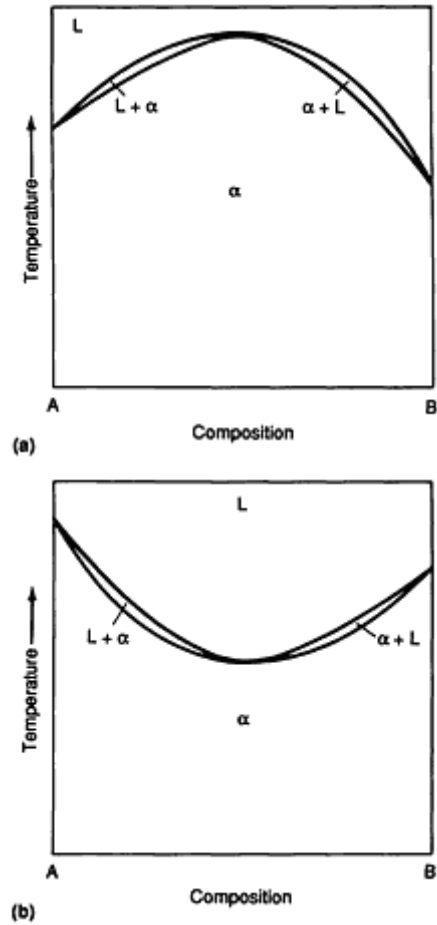 L
L + α
α + L
α
Temperature
A
B
Composition
(a)
L
L + α
α + L
α
Temperature
A
B
Composition
(b)